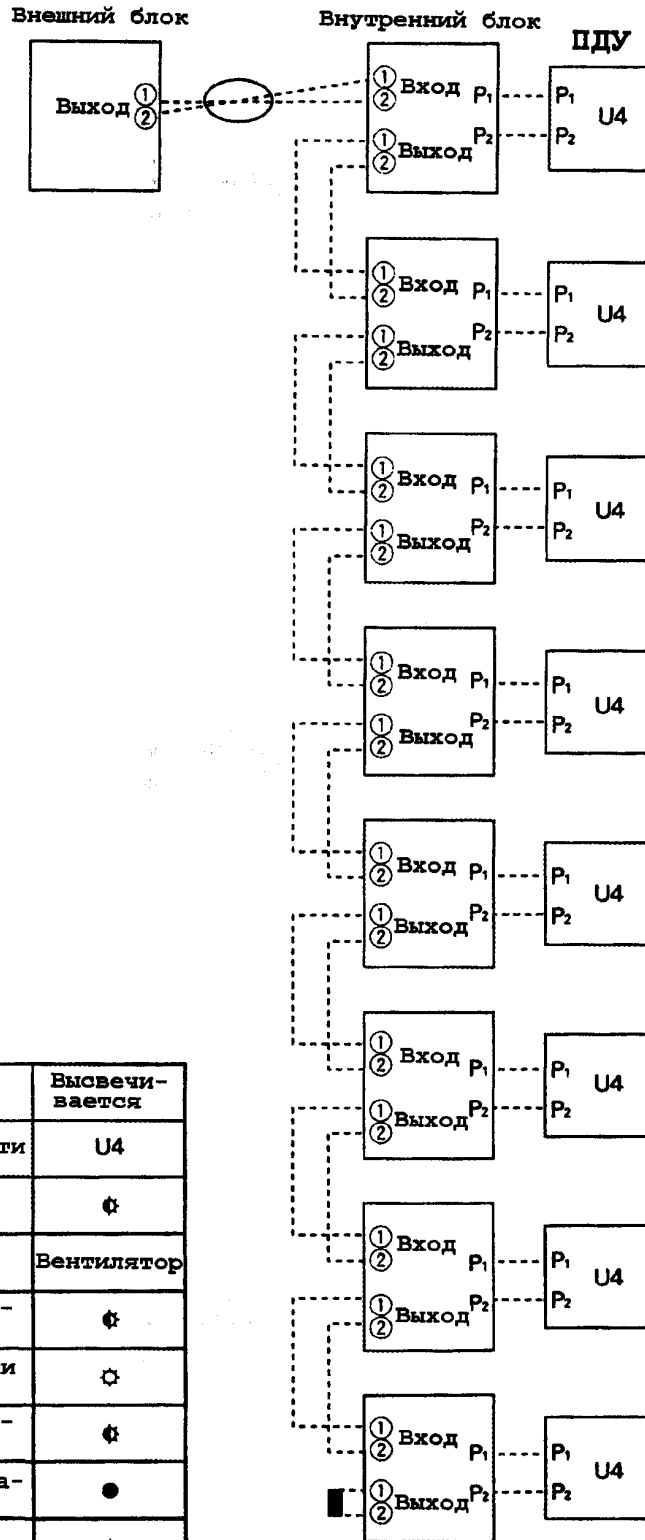 Внешний блок
Внутренний блок
ПДУ
Выход ① ②
① ② Вход P₁ P₂
① ② Выход
P₁ P₂ U4
① ② Вход P₁ P₂
① ② Выход
P₁ P₂ U4
① ② Вход P₁ P₂
① ② Выход
P₁ P₂ U4
① ② Вход P₁ P₂
① ② Выход
P₁ P₂ U4
① ② Вход P₁ P₂
① ② Выход
P₁ P₂ U4
① ② Вход P₁ P₂
① ② Выход
P₁ P₂ U4
① ② Вход P₁ P₂
① ② Выход
P₁ P₂ U4
① ② Вход P₁ P₂
① ② Выход
P₁ P₂ U4
Высвечи-
вается
ти U4
Вентилятор
-
и
-
а-